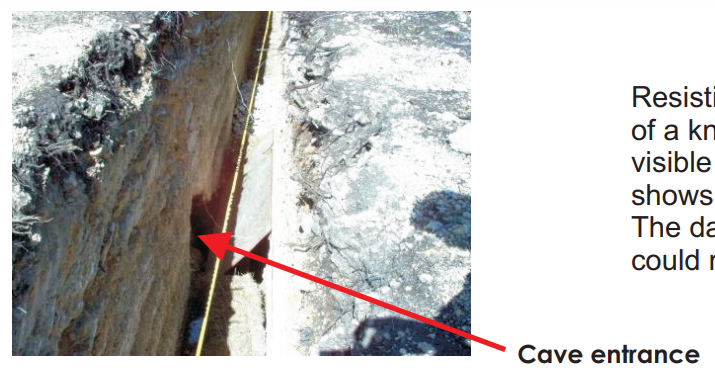 Resisti
of a kn
visible
shows
The da
could r
Cave entrance